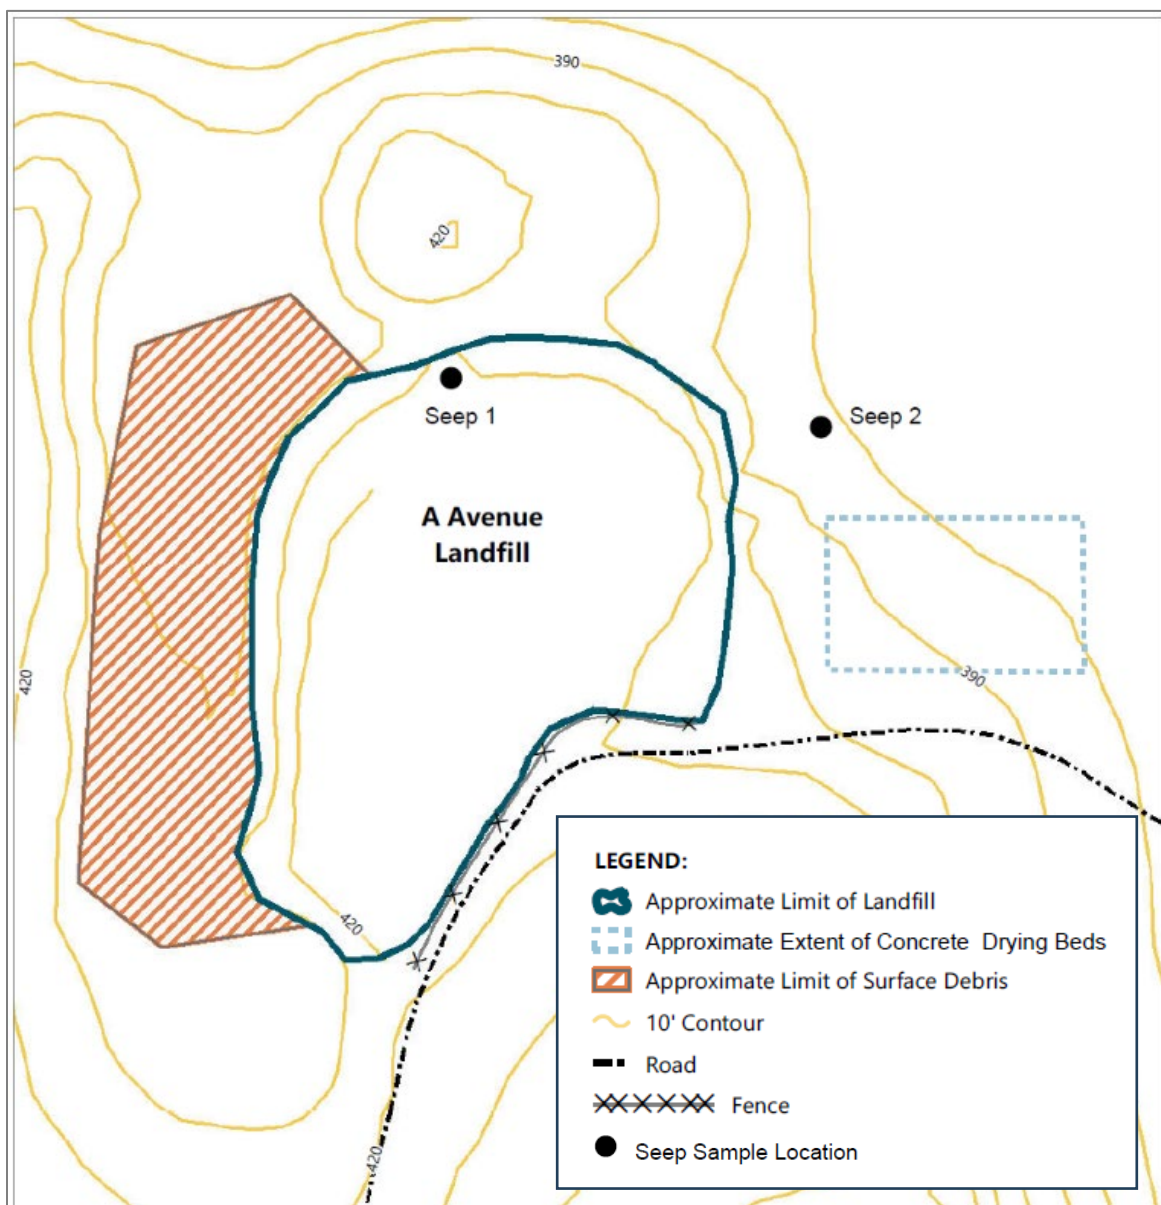 390
420
Seep 1
Seep 2
A Avenue
Landfill
420
390
420
420
LEGEND:
Approximate Limit of Landfill
Approximate Extent of Concrete Drying Beds
Approximate Limit of Surface Debris
10' Contour
Road
Fence
Seep Sample Location